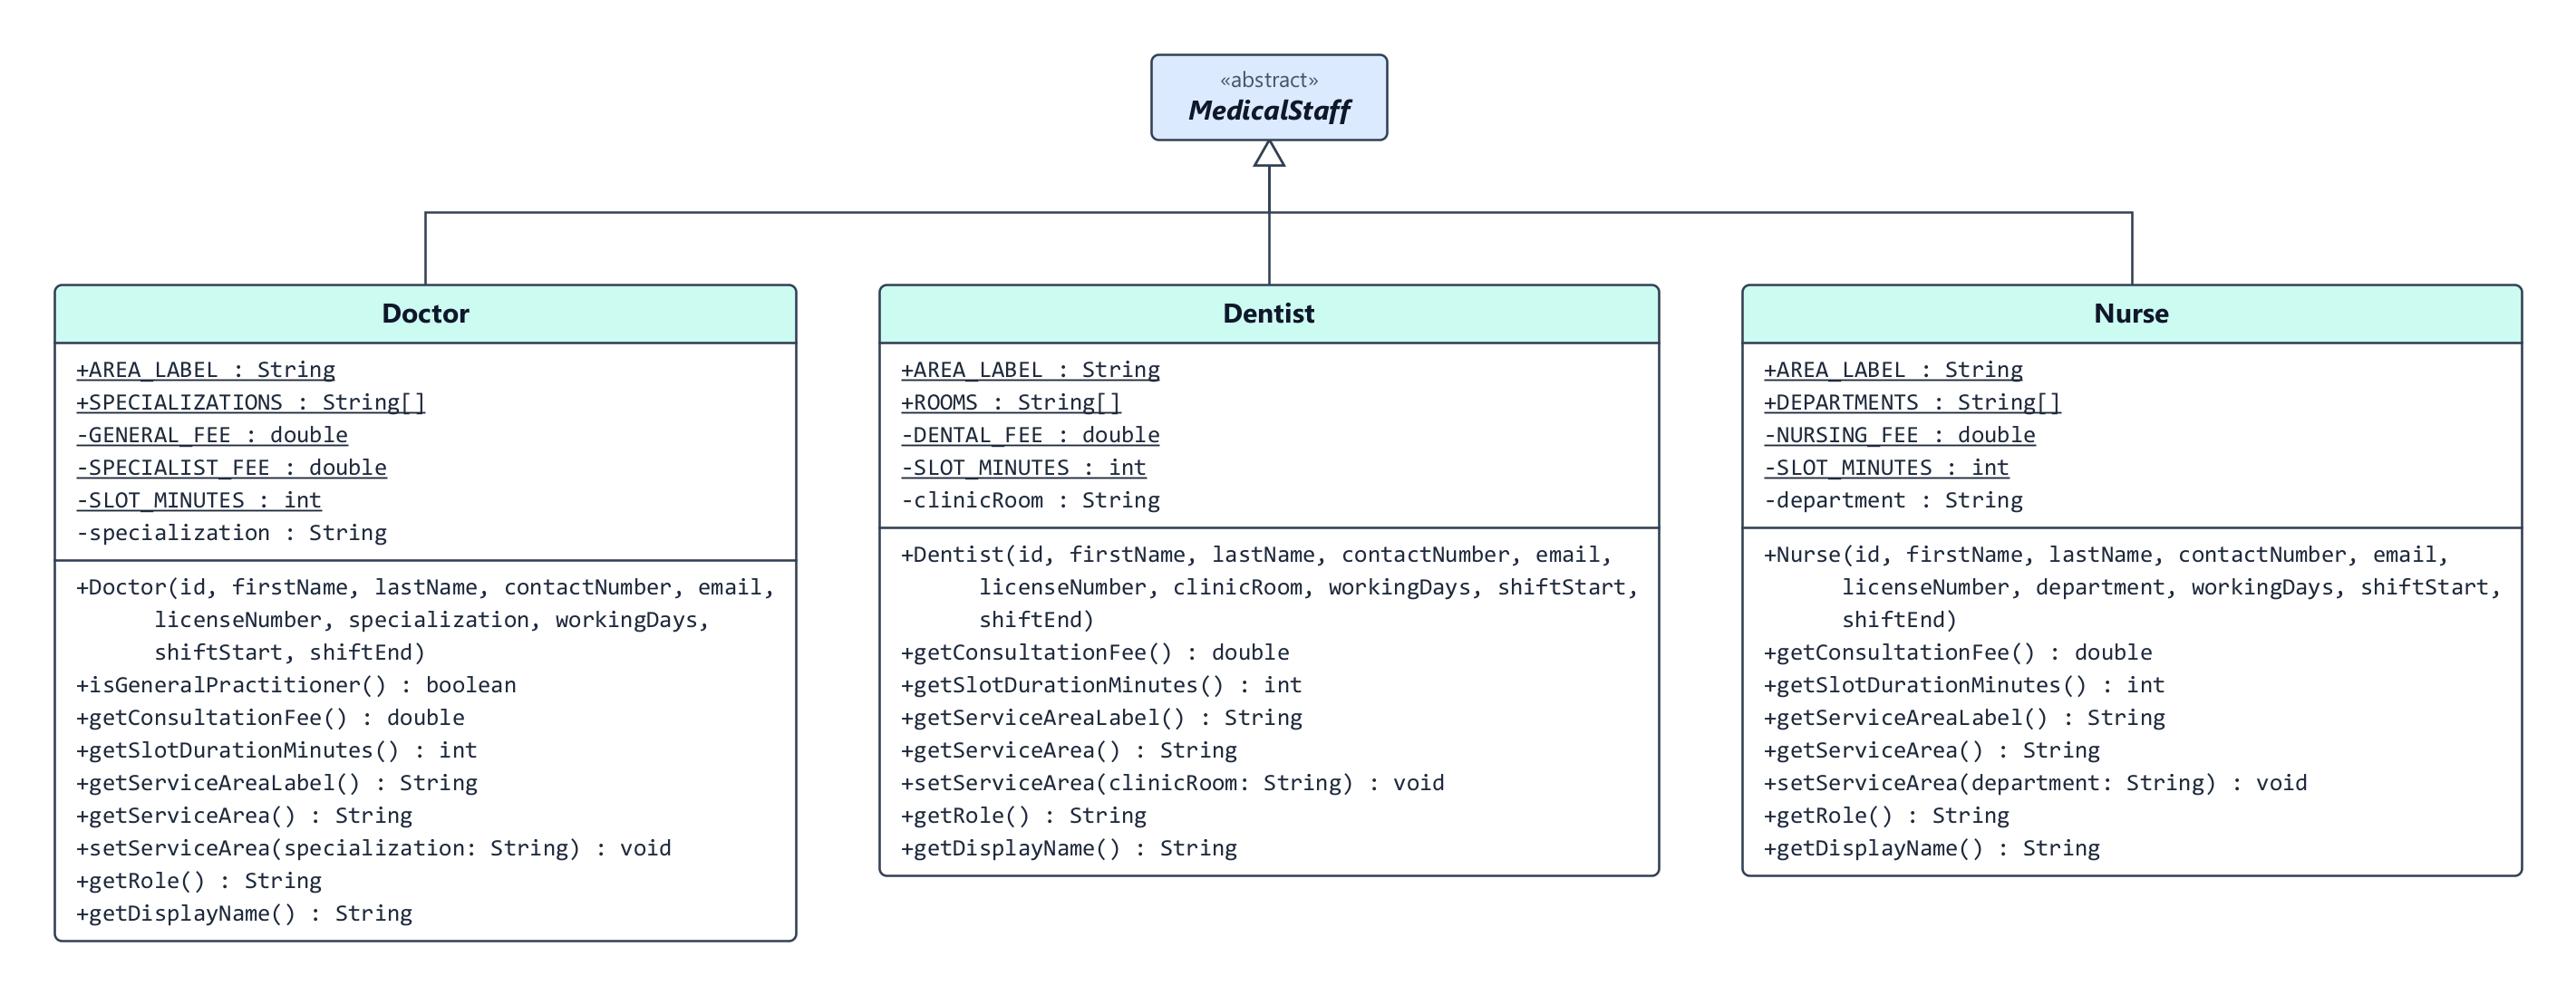 «abstract»
MedicalStaff
Doctor
+AREA_LABEL : String
+SPECIALIZATIONS : String[]
-GENERAL_FEE : double
-SPECIALIST_FEE : double
-SLOT_MINUTES : int
-specialization : String
+Doctor(id, firstName, lastName, contactNumber, email,
licenseNumber, specialization, workingDays,
shiftStart, shiftEnd)
+isGeneralPractitioner() : boolean
+getConsultationFee() : double
+getSlotDurationMinutes() : int
+getServiceAreaLabel() : String
+getServiceArea() : String
+setServiceArea(specialization: String) : void
+getRole() : String
+getDisplayName() : String
Dentist
+AREA_LABEL : String
+ROOMS : String[]
-DENTAL_FEE : double
-SLOT_MINUTES : int
-clinicRoom : String
+Dentist(id, firstName, lastName, contactNumber, email,
licenseNumber, clinicRoom, workingDays, shiftStart,
shiftEnd)
+getConsultationFee() : double
+getSlotDurationMinutes() : int
+getServiceAreaLabel() : String
+getServiceArea() : String
+setServiceArea(clinicRoom: String) : void
+getRole() : String
+getDisplayName() : String
Nurse
+AREA_LABEL : String
+DEPARTMENTS : String[]
-NURSING_FEE : double
-SLOT_MINUTES : int
-department : String
+Nurse(id, firstName, lastName, contactNumber, email,
licenseNumber, department, workingDays, shiftStart,
shiftEnd)
+getConsultationFee() : double
+getSlotDurationMinutes() : int
+getServiceAreaLabel() : String
+getServiceArea() : String
+setServiceArea(department: String) : void
+getRole() : String
+getDisplayName() : String